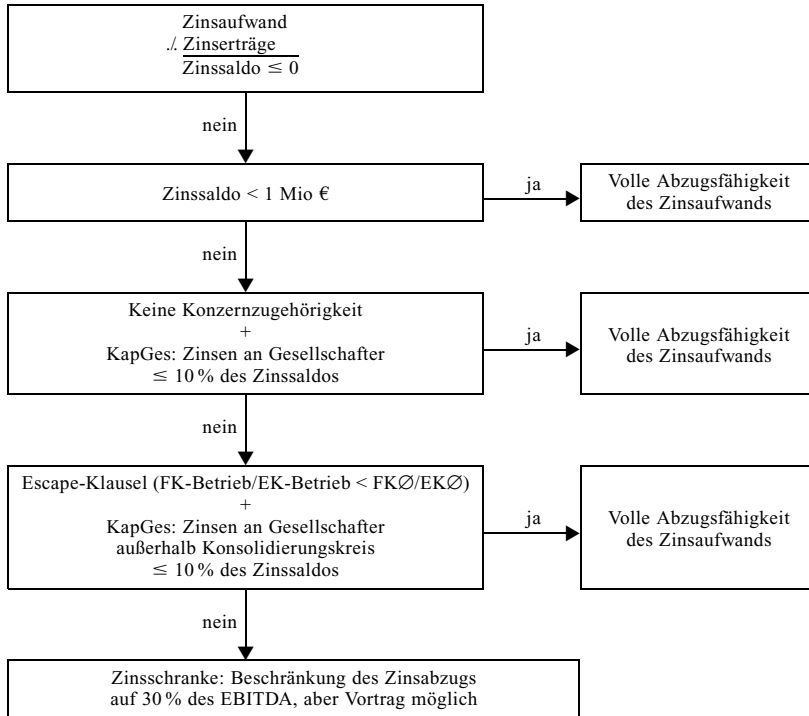 Zinsaufwand
./. Zinserträge
Zinssaldo ≤ 0
nein
Zinssaldo < 1 Mio €
ja
Volle Abzugsfähigkeit
des Zinsaufwands
nein
Keine Konzernzugehörigkeit
+
KapGes: Zinsen an Gesellschafter
≤ 10 % des Zinssaldos
ja
Volle Abzugsfähigkeit
des Zinsaufwands
nein
Escape-Klausel (FK-Betrieb/EK-Betrieb < FK∅/EK∅)
+
KapGes: Zinsen an Gesellschafter
außerhalb Konsolidierungskreis
≤ 10 % des Zinssaldos
ja
Volle Abzugsfähigkeit
des Zinsaufwands
nein
Zinsschranke: Beschränkung des Zinsabzugs
auf 30 % des EBITDA, aber Vortrag möglich